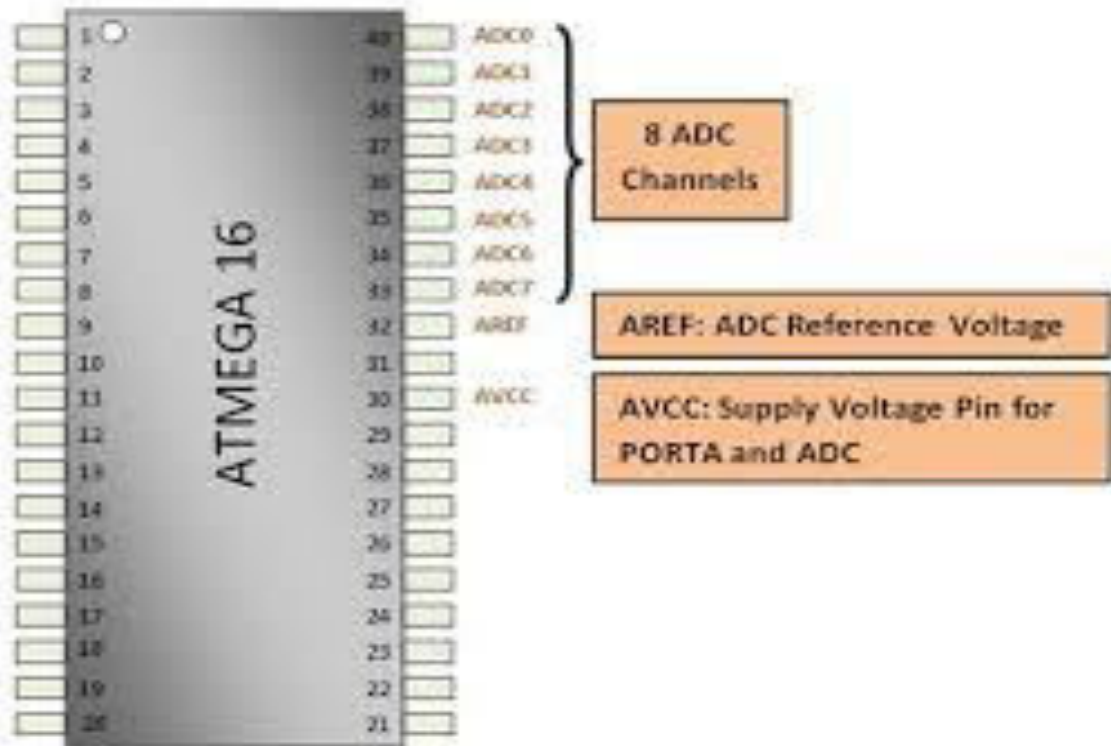 1
2
3
4
5
6
7
8
9
10
11
12
13
14
15
16
17
18
19
20
ATMEGA 16
40 ADC0
39 ADC1
38 ADC2
37 ADC3
36 ADC4
35 ADC5
34 ADC6
33 ADC7
32 AREF
31
30 AVCC
29
28
27
26
25
24
23
22
21
8 ADC
Channels
AREF: ADC Reference Voltage
AVCC: Supply Voltage Pin for
PORTA and ADC